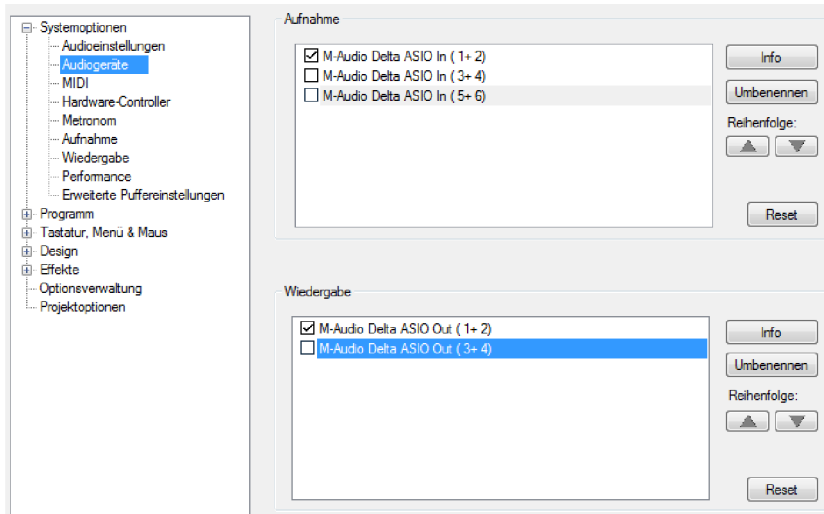 Systemoptionen
Audioeinstellungen
Audiogeräte
MIDI
Hardware-Controller
Metronom
Aufnahme
Wiedergabe
Performance
Erweiterte Puffereinstellungen
Programm
Tastatur, Menü & Maus
Design
Effekte
Optionsverwaltung
Projektoptionen
Aufnahme
M-Audio Delta ASIO In ( 1+ 2)
M-Audio Delta ASIO In ( 3+ 4)
M-Audio Delta ASIO In ( 5+ 6)
Info
Umbenennen
Reihenfolge:
Reset
Wiedergabe
M-Audio Delta ASIO Out ( 1+ 2)
M-Audio Delta ASIO Out ( 3+ 4)
Info
Umbenennen
Reihenfolge:
Reset